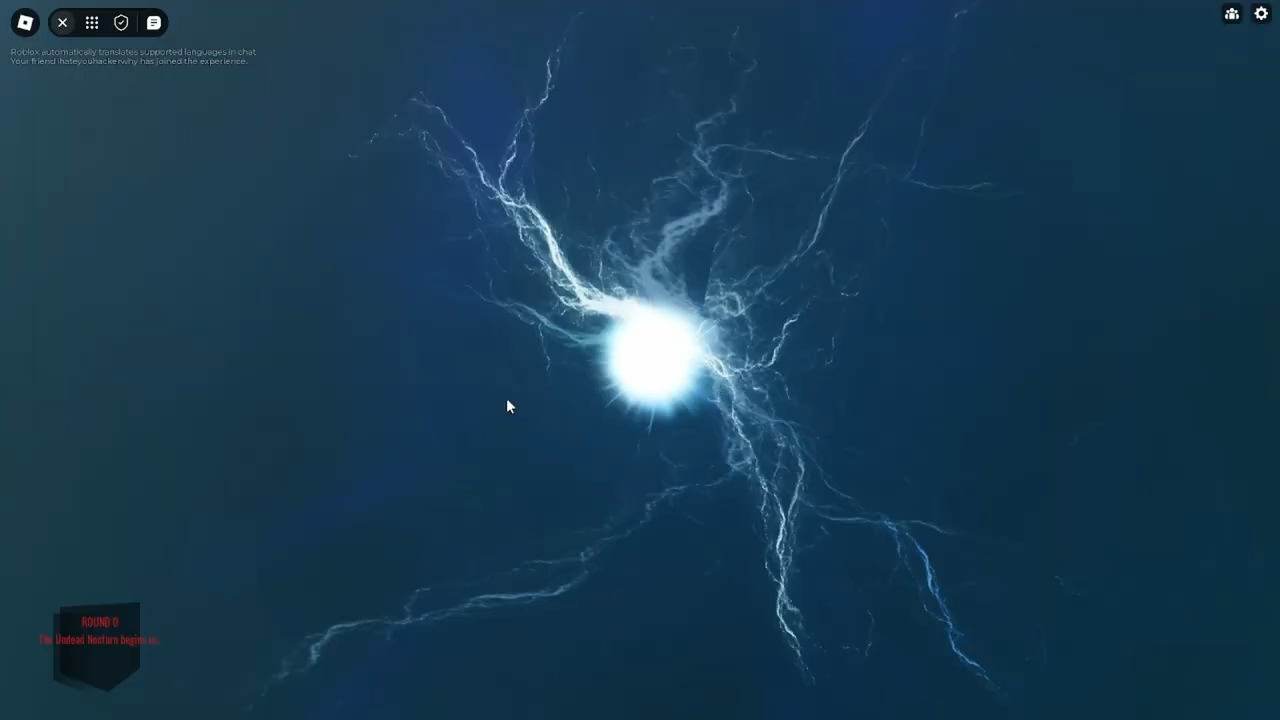 Roblox automatically translates supported languages in chat
Your friend ihateyouhackerwhy has joined the experience.
ROUND 0
The Undead Nocturn begins in..